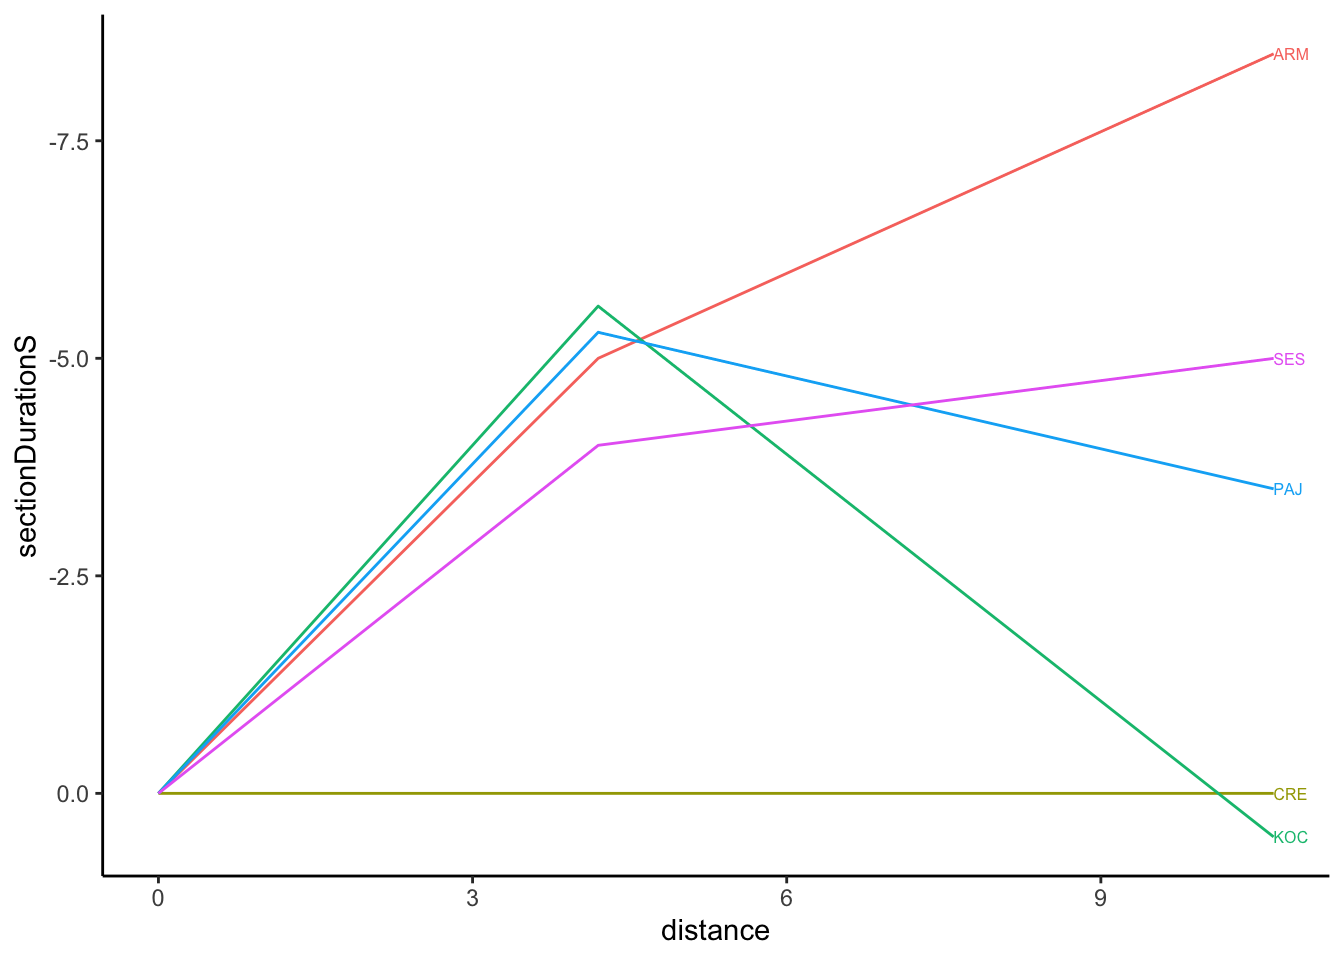 ARM
-7.5
-5.0
SES
sectionDurationS
PAJ
-2.5
0.0
CRE
KOC
0 3 6 9
distance